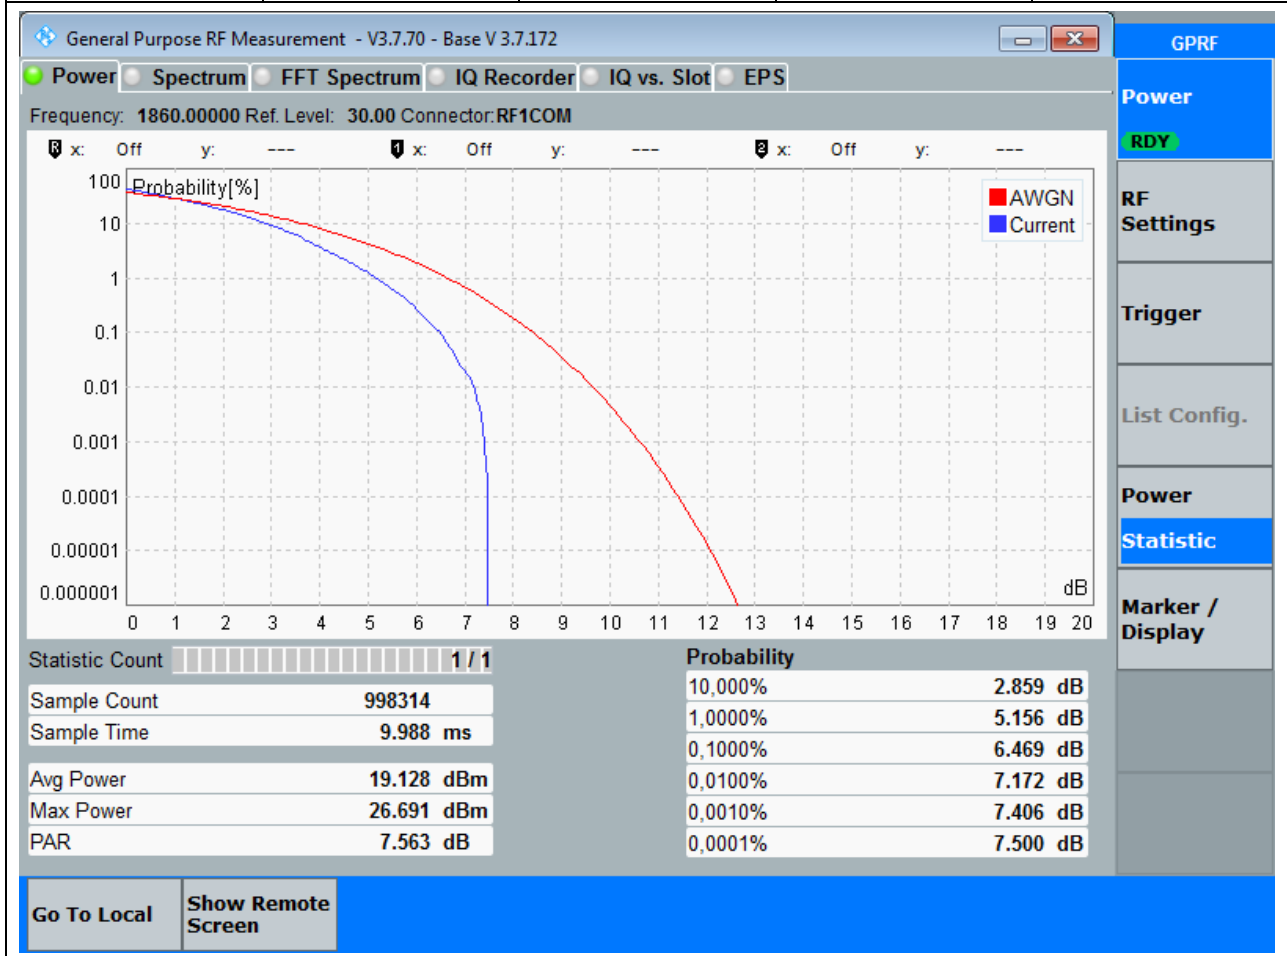 General Purpose RF Measurement - V3.7.70 - Base V 3.7.172
GPRF
Power Spectrum FFT Spectrum IQ Recorder IQ vs. Slot EPS
Frequency: 1860.00000 Ref. Level: 30.00 Connector: RF1COM
R x: Off y: --- 1 x: Off y: --- 2 x: Off y: ---
Probability[%]
AWGN
Current
100
10
1
0.1
0.01
0.001
0.0001
0.00001
0.000001
dB
0 1 2 3 4 5 6 7 8 9 10 11 12 13 14 15 16 17 18 19 20
Statistic Count 1 / 1
Sample Count 998314
Sample Time 9.988 ms
Avg Power 19.128 dBm
Max Power 26.691 dBm
PAR 7.563 dB
Probability
10,000% 2.859 dB
1,0000% 5.156 dB
0,1000% 6.469 dB
0,0100% 7.172 dB
0,0010% 7.406 dB
0,0001% 7.500 dB
Power
RDY
RF
Settings
Trigger
List Config.
Power
Statistic
Marker /
Display
Go To Local
Show Remote
Screen